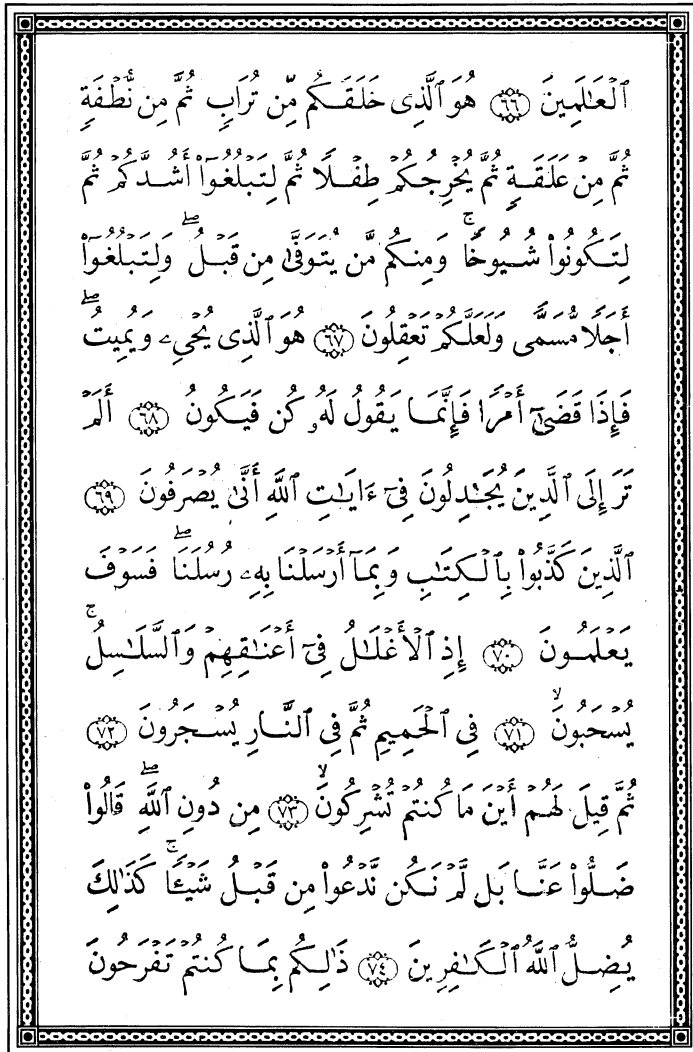 ٱلۡعَٰلَمِينَ ٦٦ هُوَ ٱلَّذِى خَلَقَكُم مِّن تُرَابٖ ثُمَّ مِن نُّطۡفَةٖ
ثُمَّ مِنۡ عَلَقَةٖ ثُمَّ يُخۡرِجُكُمۡ طِفۡلًا ثُمَّ لِتَبۡلُغُوٓاْ أَشُدَّكُمۡ ثُمَّ
لِتَكُونُواْ شُيُوخًاۚ وَمِنكُم مَّن يُتَوَفَّىٰ مِن قَبۡلُۖ وَلِتَبۡلُغُوٓاْ
أَجَلًا مُّسَمًّى وَلَعَلَّكُمۡ تَعۡقِلُونَ ٦٧ هُوَ ٱلَّذِى يُحۡيِۦ وَيُمِيتُۖ
فَإِذَا قَضَىٰٓ أَمۡرًا فَإِنَّمَا يَقُولُ لَهُۥ كُن فَيَكُونُ ٦٨ أَلَمۡ
تَرَ إِلَى ٱلَّذِينَ يُجَٰدِلُونَ فِىٓ ءَايَٰتِ ٱللَّهِ أَنَّىٰ يُصۡرَفُونَ ٦٩
ٱلَّذِينَ كَذَّبُواْ بِٱلۡكِتَٰبِ وَبِمَآ أَرۡسَلۡنَا بِهِۦ رُسُلَنَاۖ فَسَوۡفَ
يَعۡلَمُونَ ٧٠ إِذِ ٱلۡأَغۡلَٰلُ فِىٓ أَعۡنَٰقِهِمۡ وَٱلسَّلَٰسِلُۚ
يُسۡحَبُونَۙ ٧١ فِى ٱلۡحَمِيمِ ثُمَّ فِى ٱلنَّارِ يُسۡجَرُونَ ٧٢
ثُمَّ قِيلَ لَهُمۡ أَيۡنَ مَا كُنتُمۡ تُشۡرِكُونَۙ ٧٣ مِن دُونِ ٱللَّهِۖ قَالُواْ
ضَلُّواْ عَنَّا بَل لَّمۡ نَكُن نَّدۡعُواْ مِن قَبۡلُ شَيۡـًٔاۚ كَذَٰلِكَ
يُضِلُّ ٱللَّهُ ٱلۡكَٰفِرِينَ ٧٤ ذَٰلِكُم بِمَا كُنتُمۡ تَفۡرَحُونَ